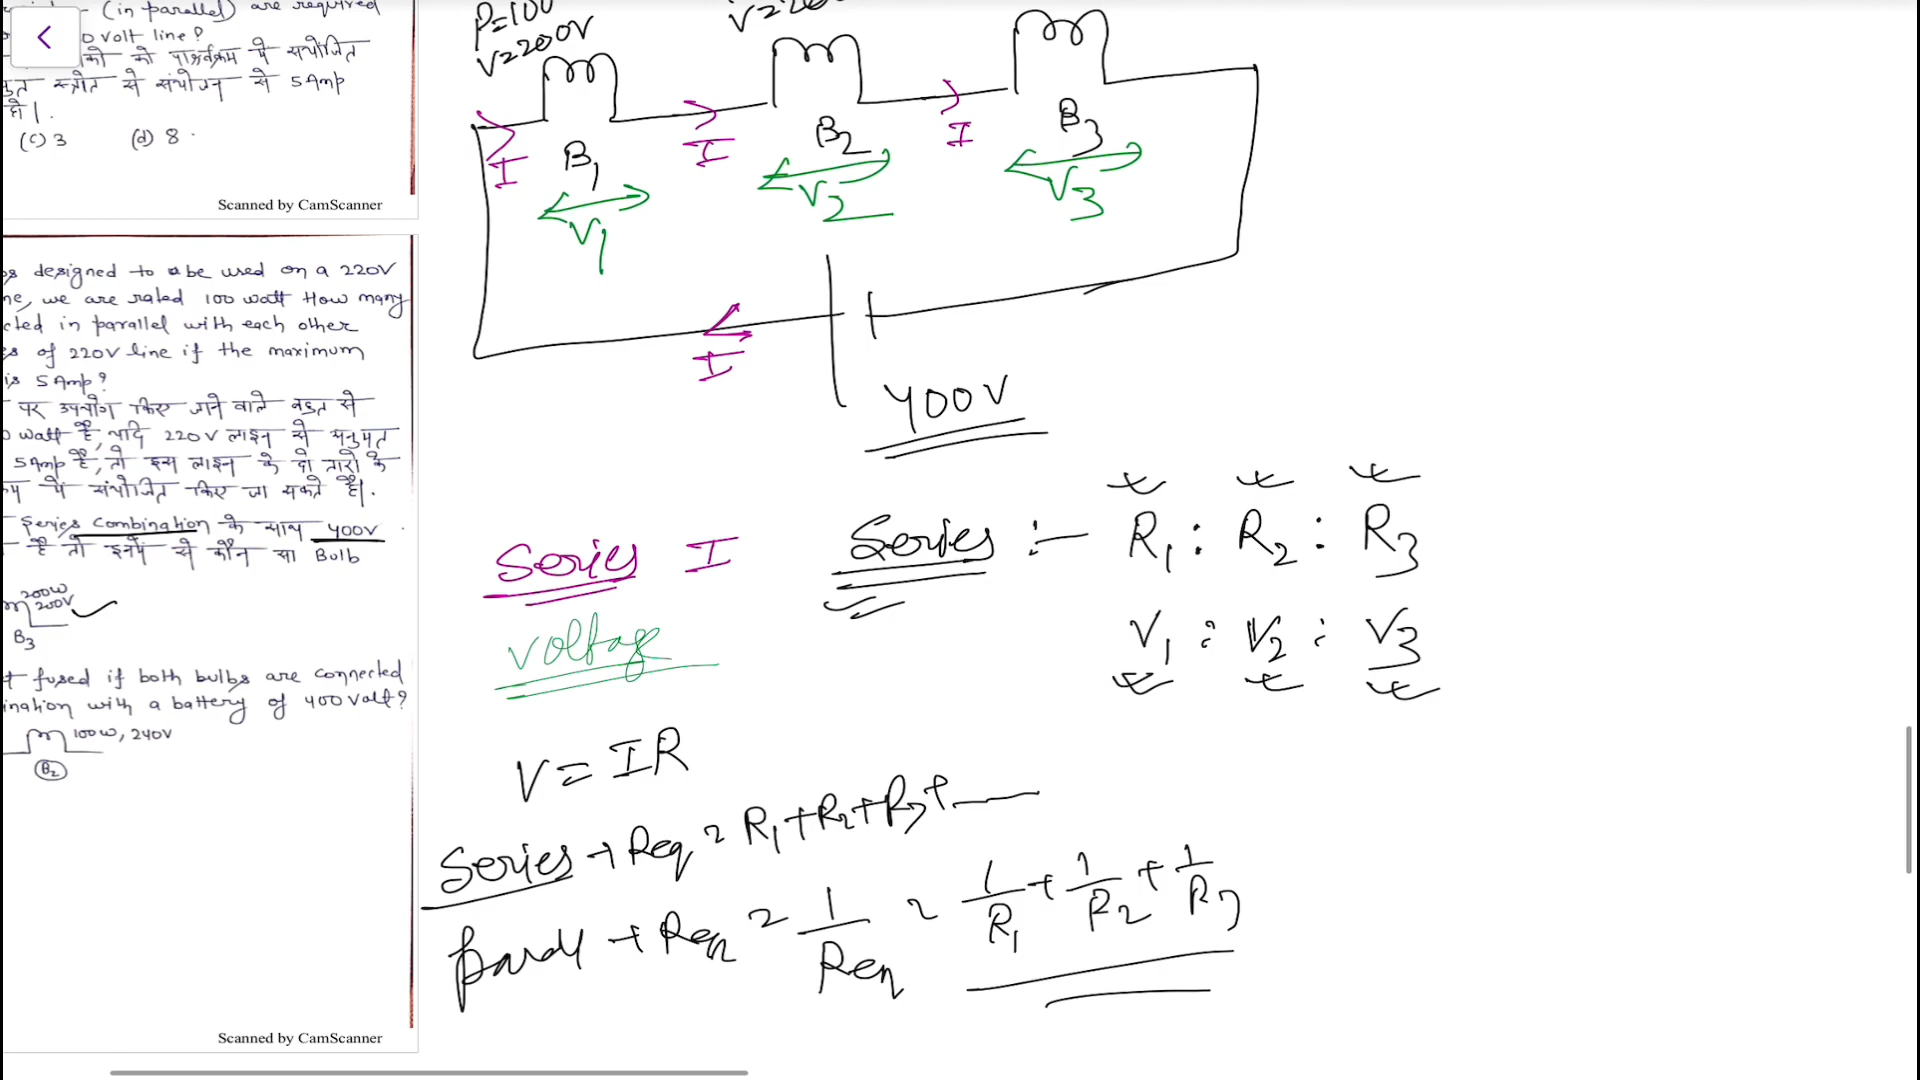 (in parallel) are required
volt line?
को को पार्श्वक्रम में संयोजित
स्त्रोत से संयोजन से 5Amp
हो।
(c) 3 (d) 8
Scanned by CamScanner
designed to be used on a 220V
we are rated 100 watt How many
cted in parallel with each other
of 220V line if the maximum
is 5Amp?
पर उपयोग किए जाने वाले बहुत से
watt है, यदि 220V लाइन से अनुमत
5Amp है, तो इस लाइन के दो तारों के
में संयोजित किए जा सकते है।
Series Combination के साथ 400V
है तो इनमें से कौन सा Bulb
200W
200V
B3
fused if both bulbs are connected
ination with a battery of 400Volt?
100W, 240V
B2
Scanned by CamScanner
P=100
V=200V
I I I
B1 B2 B3
V1 V2 V3
I
400V
Series I
voltage
Series :- R1 : R2 : R3
V1 : V2 : V3
V = IR
Series → Req = R1+R2+R3+
→ Req = 1/Req = 1/R1 + 1/R2 + 1/R3